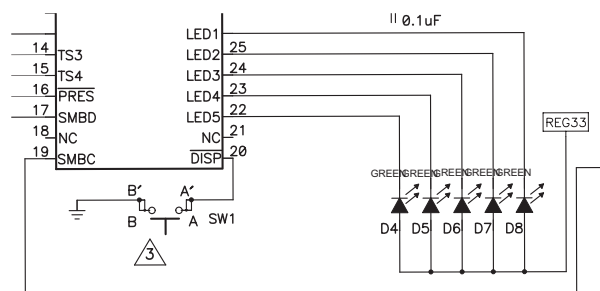 0.1uF
LED1
14 TS3 LED2 25
15 TS4 LED3 24
16 PRES LED4 23
17 SMBD LED5 22
18 NC NC 21
19 SMBC DISP 20
REG33
GREEN GREEN GREEN GREEN GREEN
B' A'
B A SW1
D4 D5 D6 D7 D8
3